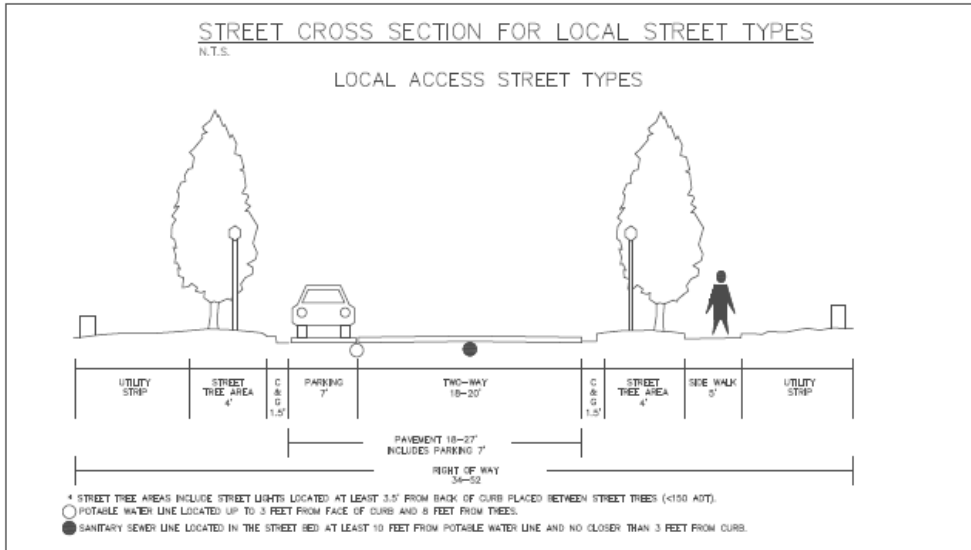 STREET CROSS SECTION FOR LOCAL STREET TYPES
N.T.S.
LOCAL ACCESS STREET TYPES
UTILITY
STRIP
STREET
TREE AREA
4'
C
&
G
1.5'
PARKING
7'
TWO-WAY
18-20'
C
&
G
1.5'
STREET
TREE AREA
4'
SIDE WALK
5'
UTILITY
STRIP
PAVEMENT 18-27'
INCLUDES PARKING 7'
RIGHT OF WAY
34-52
* STREET TREE AREAS INCLUDE STREET LIGHTS LOCATED AT LEAST 3.5' FROM BACK OF CURB PLACED BETWEEN STREET TREES (<150 ADT).
POTABLE WATER LINE LOCATED UP TO 3 FEET FROM FACE OF CURB AND 8 FEET FROM TREES.
SANITARY SEWER LINE LOCATED IN THE STREET BED AT LEAST 10 FEET FROM POTABLE WATER LINE AND NO CLOSER THAN 3 FEET FROM CURB.